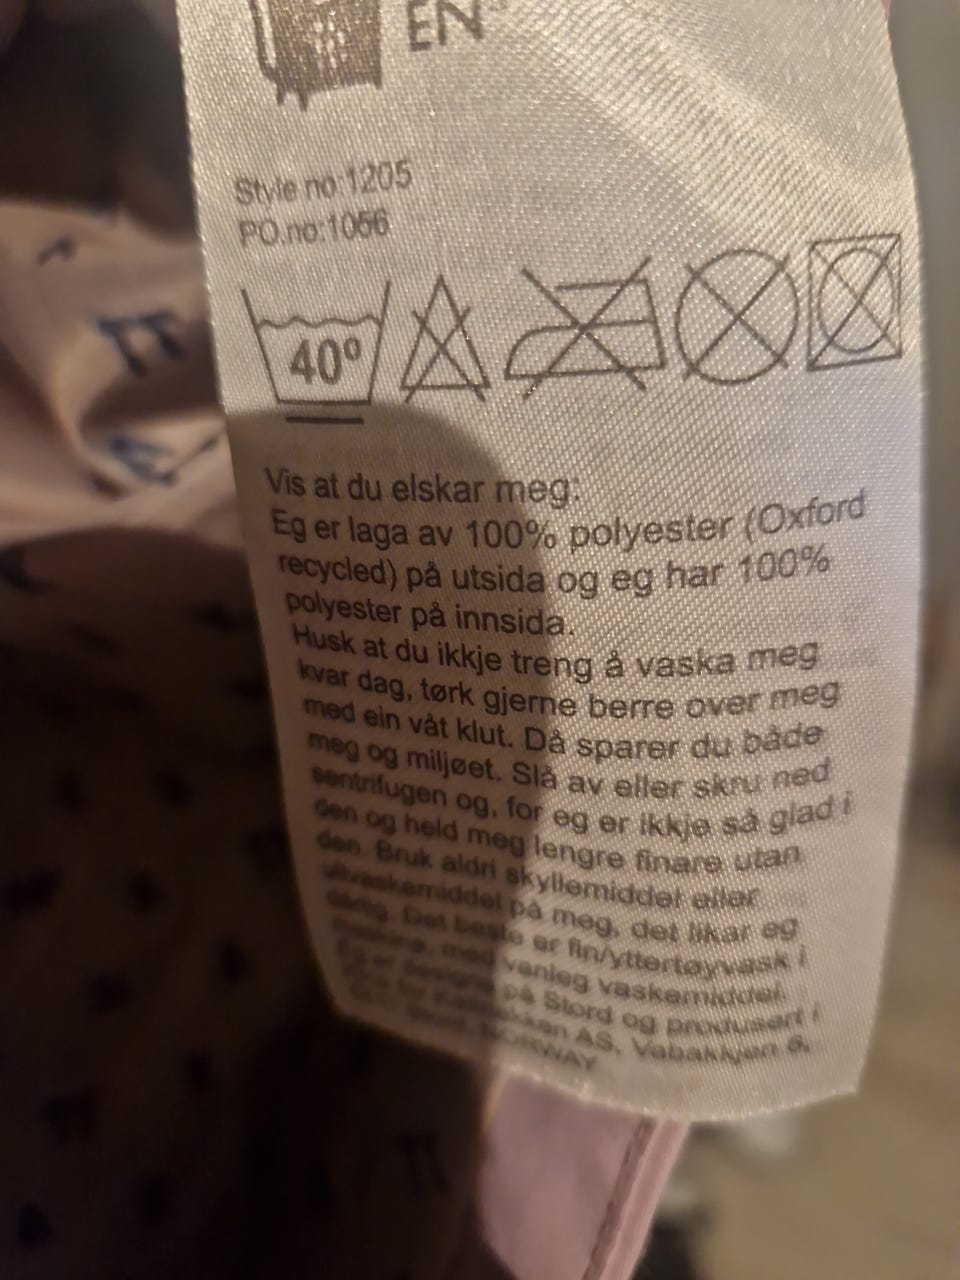 EN
Style no:1205
PO.no:1056
40º
Vis at du elskar meg:
Eg er laga av 100% polyester (Oxford
recycled) på utsida og eg har 100%
polyester på innsida.
Husk at du ikkje treng å vaska meg
kvar dag, tørk gjerne berre over meg
med ein våt klut. Då sparer du både
meg og miljøet. Slå av eller skru ned
sentrifugen og, for eg er ikkje så glad i
den og held meg lengre finare utan
den. Bruk aldri skyllemiddel eller
ullvaskemiddel på meg, det likar eg
dårlig. Det beste er fin/yttertøyvask i
maskina, med vanleg vaskemiddel.
Eg er designa på Stord og produsert i
for AS, Vabakkjen 6,
NORWAY